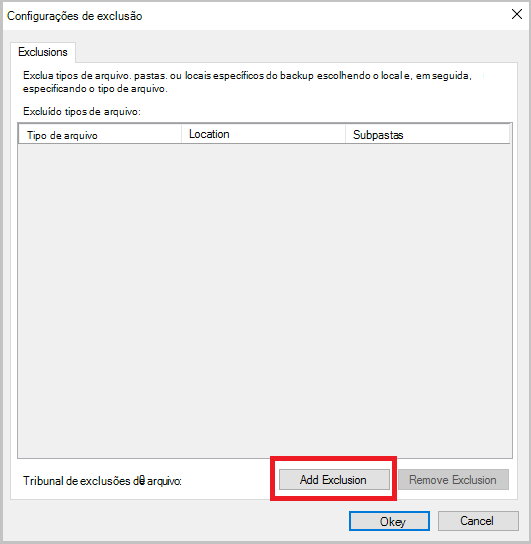 Configurações de exclusão
Exclusions
Exclua tipos de arquivo. pastas. ou locais específicos do backup escolhendo o local e, em seguida,
especificando o tipo de arquivo.
Excluído tipos de arquivo:
Tipo de arquivo Location Subpastas
Tribunal de exclusões de arquivo: Add Exclusion Remove Exclusion
Okey Cancel